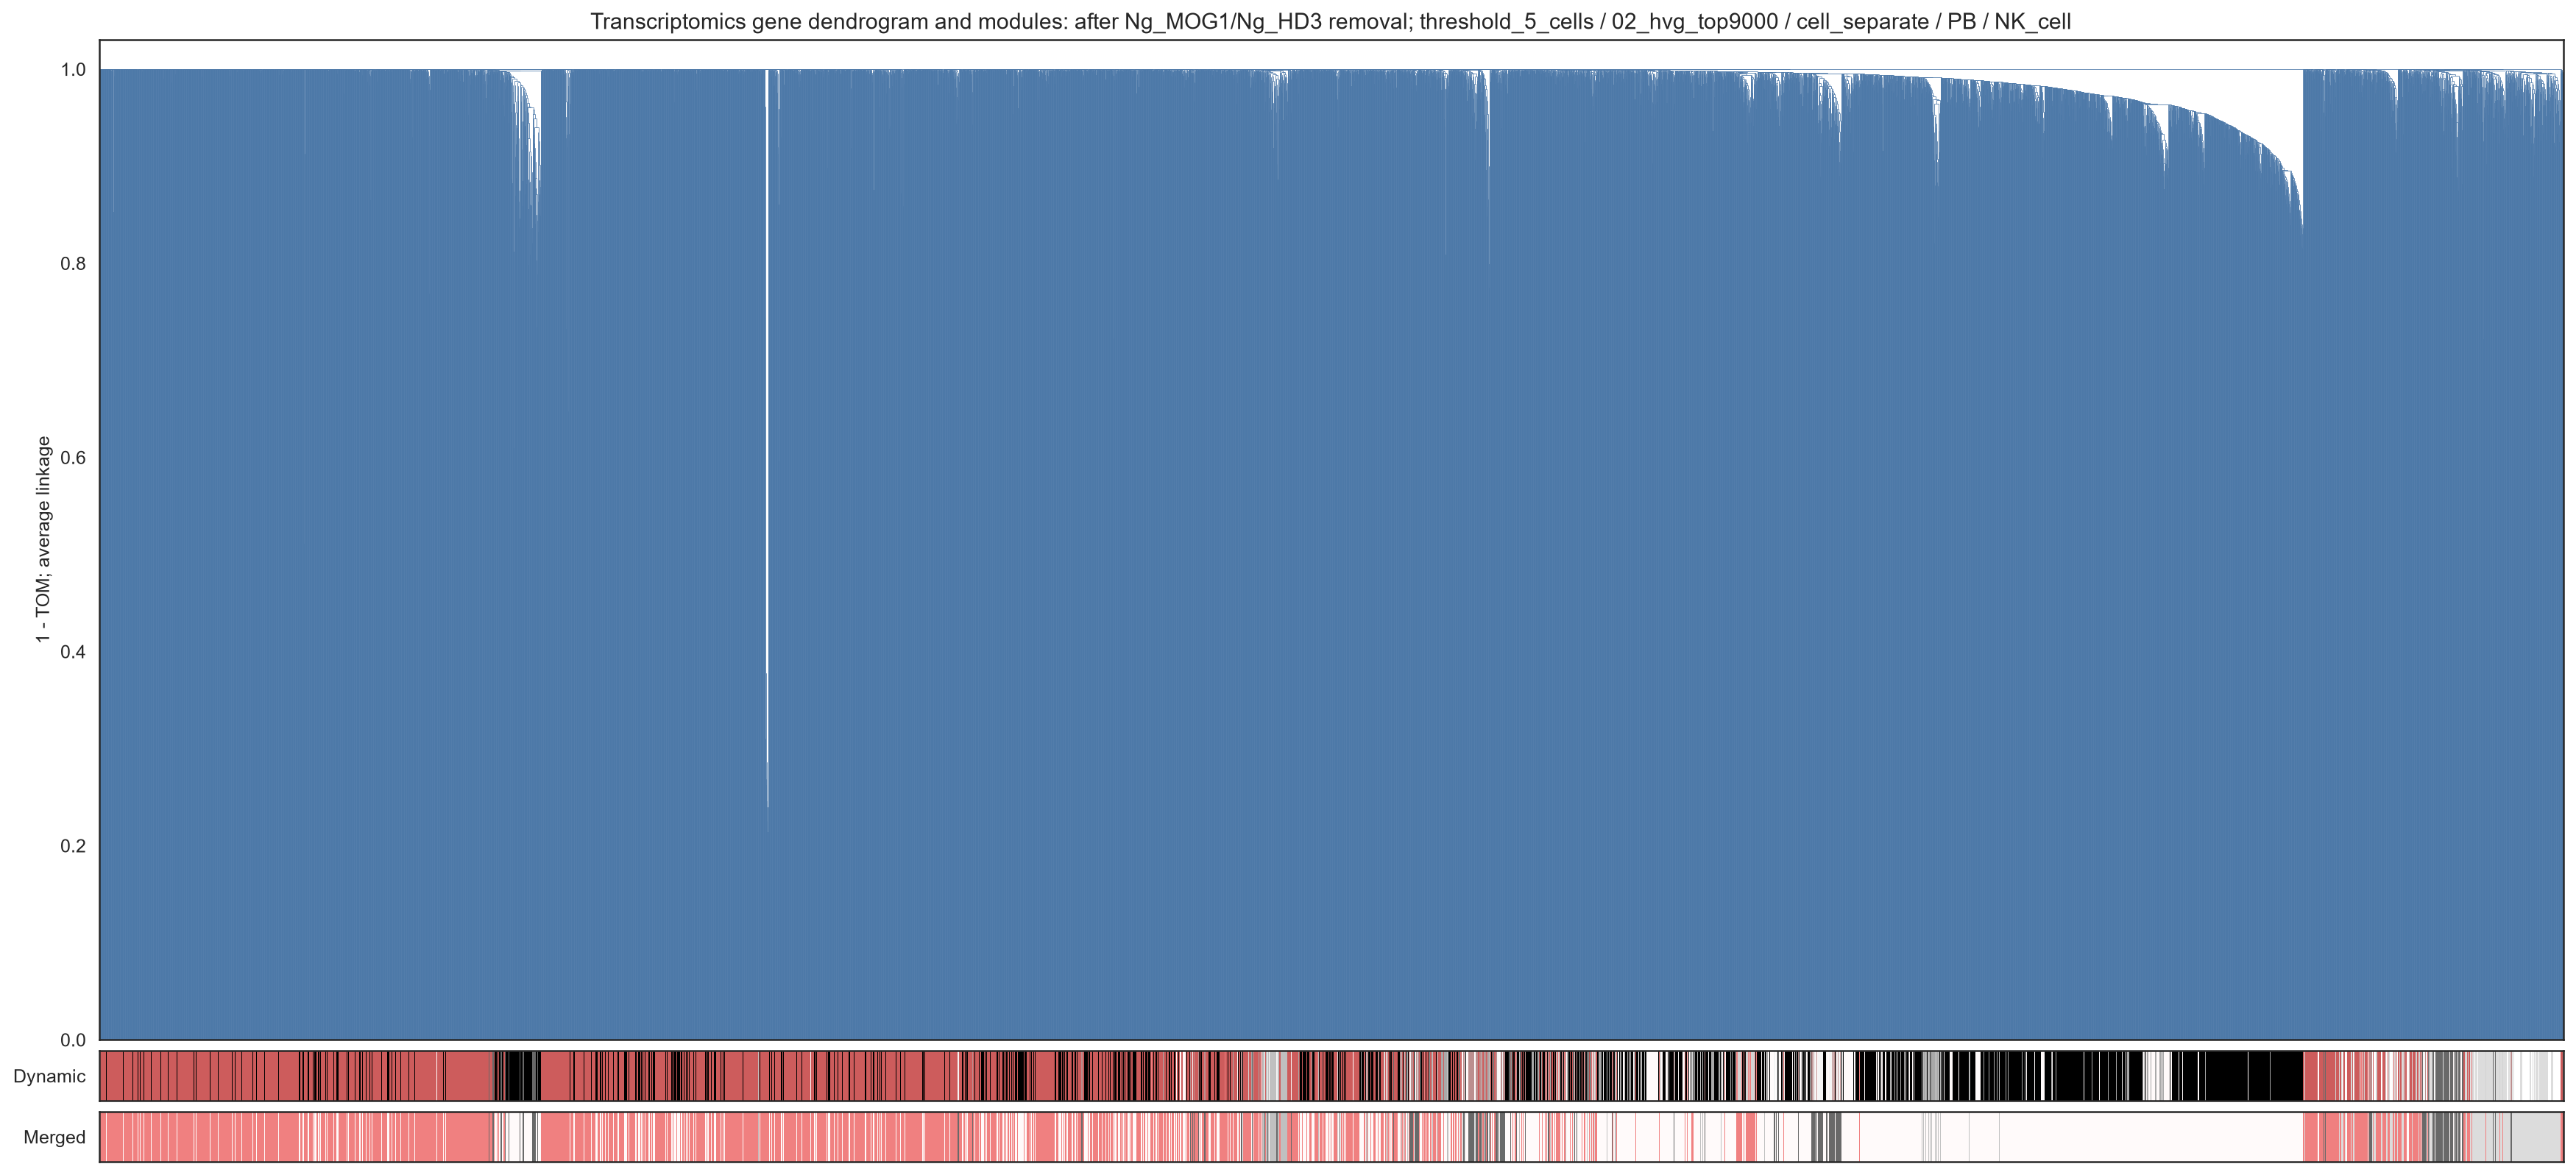 Transcriptomics gene dendrogram and modules: after Ng_MOG1/Ng_HD3 removal; threshold_5_cells / 02_hvg_top9000 / cell_separate / PB / NK_cell
1 - TOM; average linkage
1.0
0.8
0.6
0.4
0.2
0.0
Dynamic
Merged